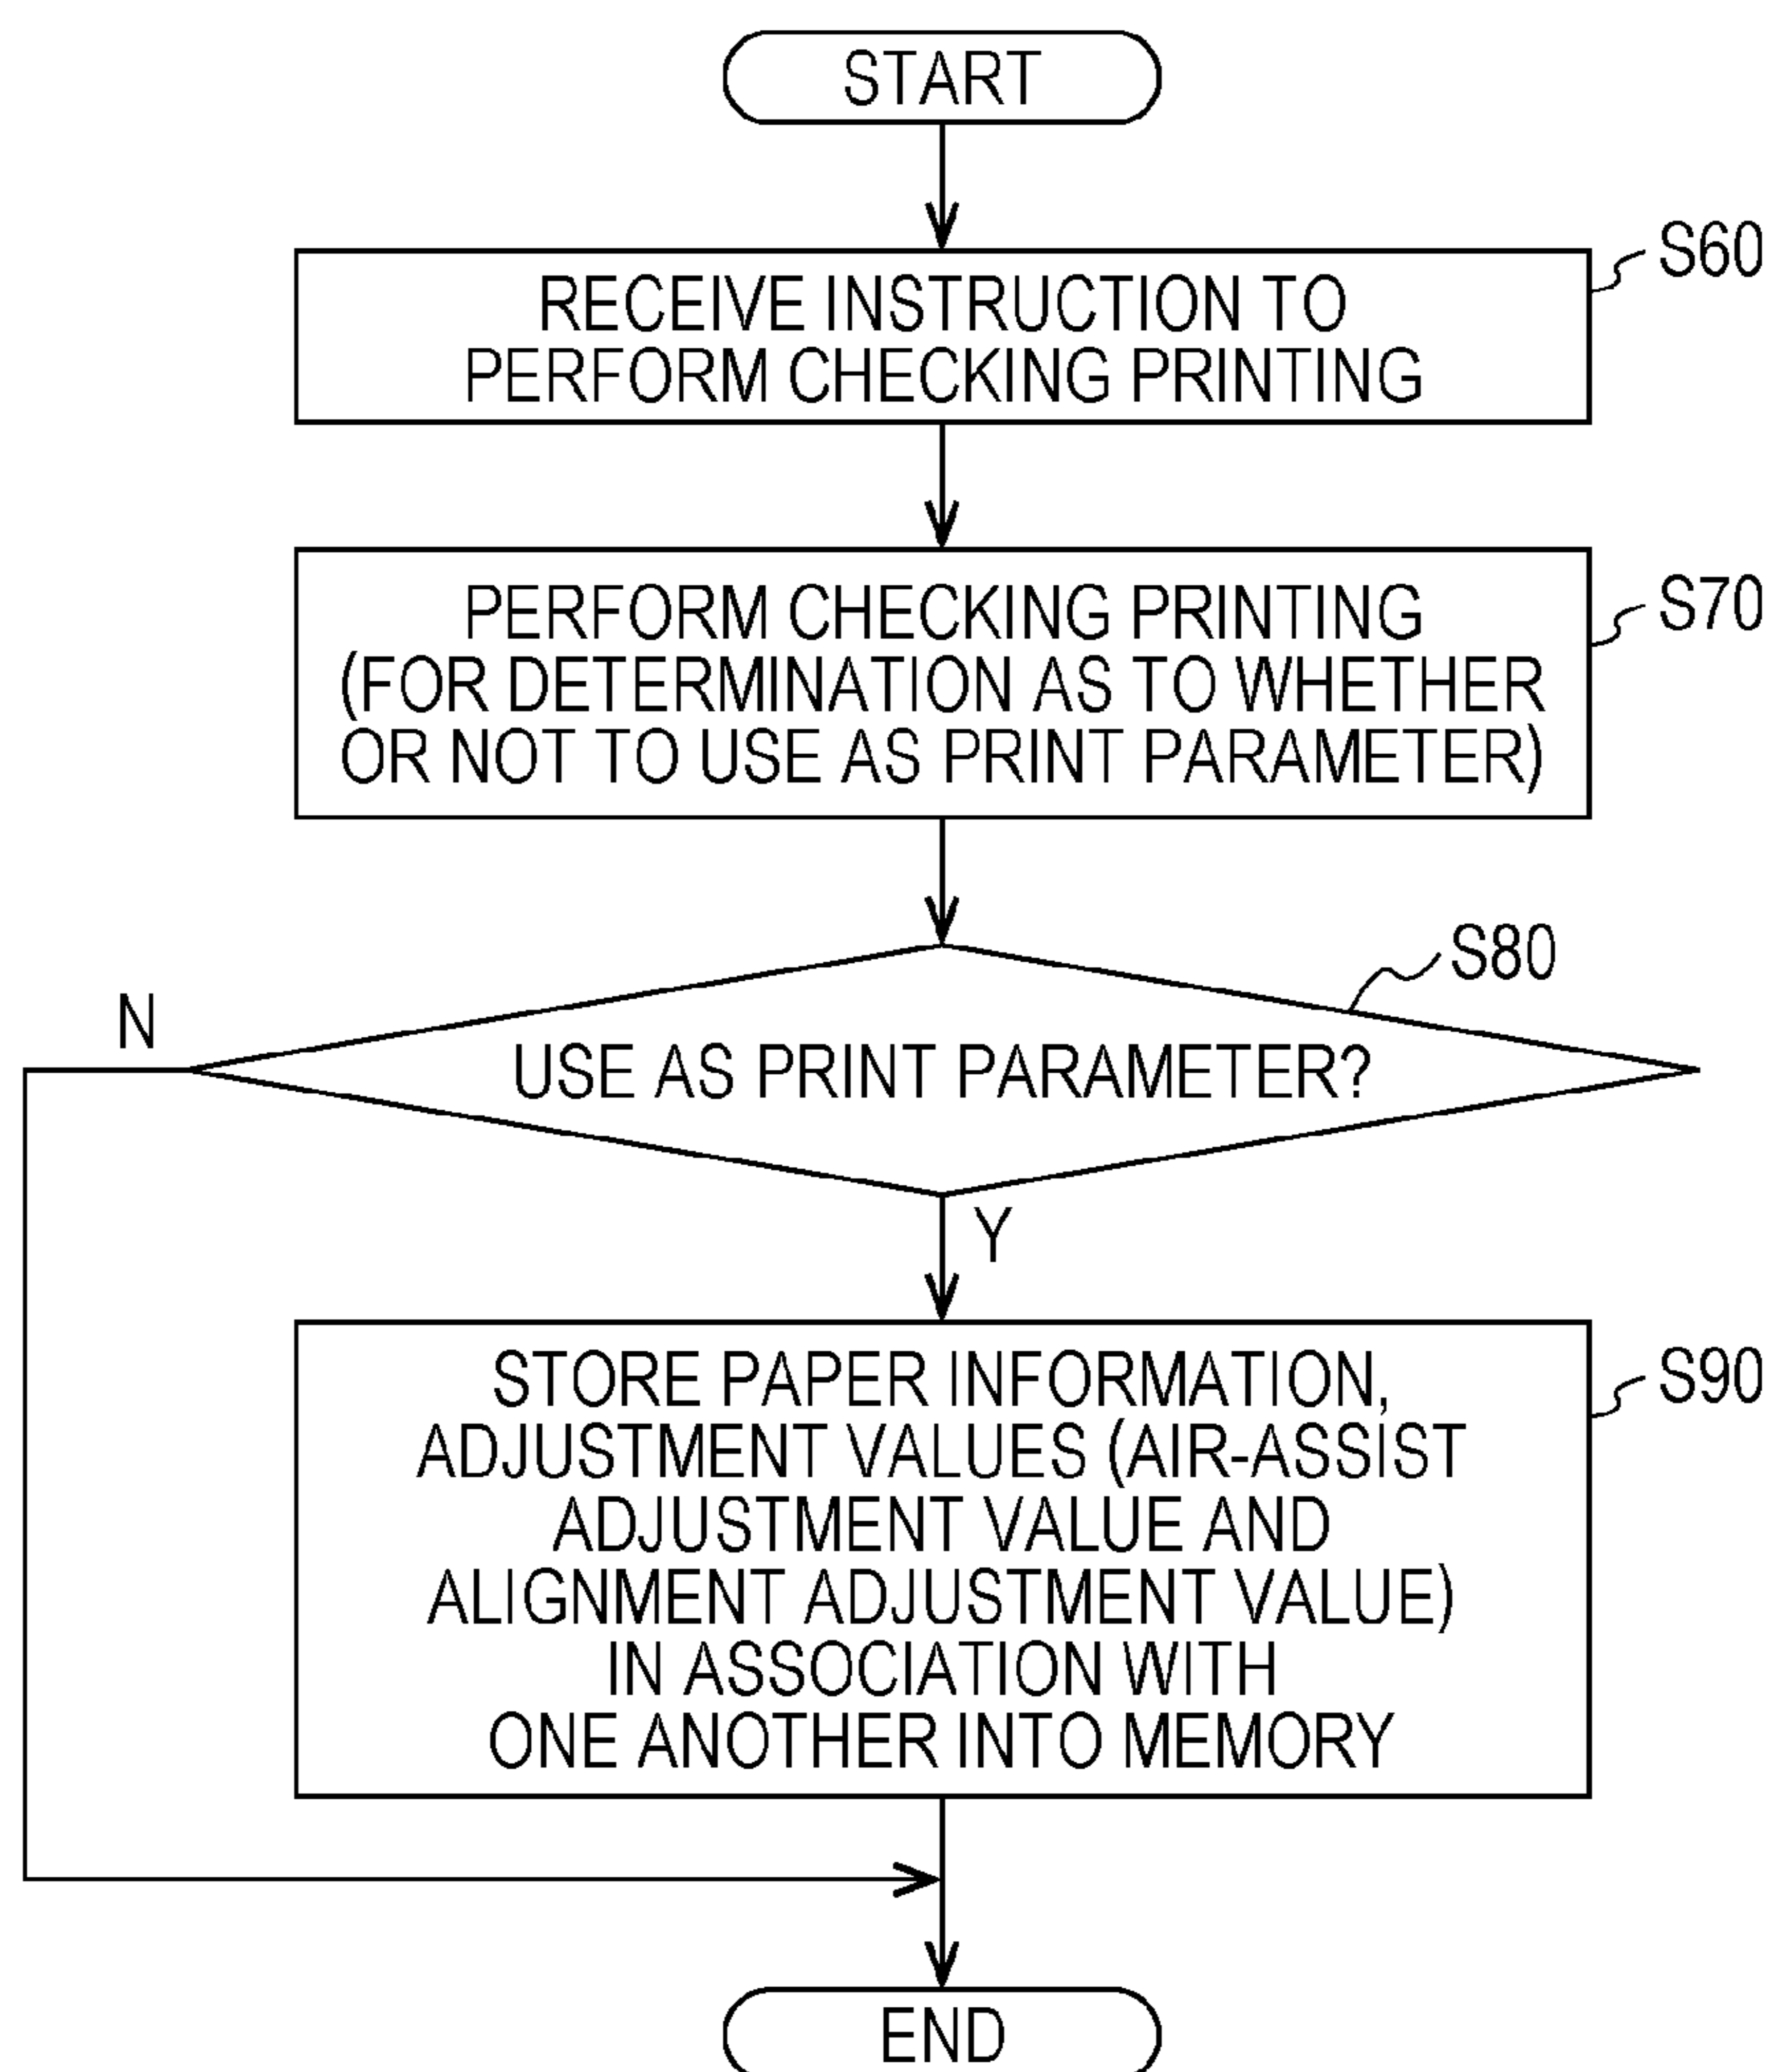 START
S60
RECEIVE INSTRUCTION TO
PERFORM CHECKING PRINTING
S70
PERFORM CHECKING PRINTING
(FOR DETERMINATION AS TO WHETHER
OR NOT TO USE AS PRINT PARAMETER)
S80
N
USE AS PRINT PARAMETER?
Y
S90
STORE PAPER INFORMATION,
ADJUSTMENT VALUES (AIR-ASSIST
ADJUSTMENT VALUE AND
ALIGNMENT ADJUSTMENT VALUE)
IN ASSOCIATION WITH
ONE ANOTHER INTO MEMORY
END